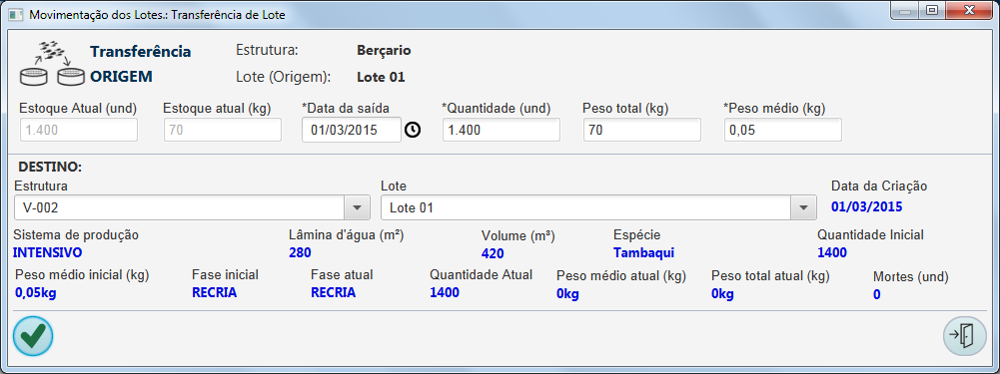 Movimentação dos Lotes.: Transferência de Lote
Transferência Estrutura: Berçario
ORIGEM Lote (Origem): Lote 01
Estoque Atual (und) Estoque atual (kg) *Data da saída *Quantidade (und) Peso total (kg) *Peso médio (kg)
1.400 70 01/03/2015 1.400 70 0,05
DESTINO:
Estrutura Lote Data da Criação
V-002 Lote 01 01/03/2015
Sistema de produção Lâmina d'água (m²) Volume (m³) Espécie Quantidade Inicial
INTENSIVO 280 420 Tambaqui 1400
Peso médio inicial (kg) Fase inicial Fase atual Quantidade Atual Peso médio atual (kg) Peso total atual (kg) Mortes (und)
0,05kg RECRIA RECRIA 1400 0kg 0kg 0